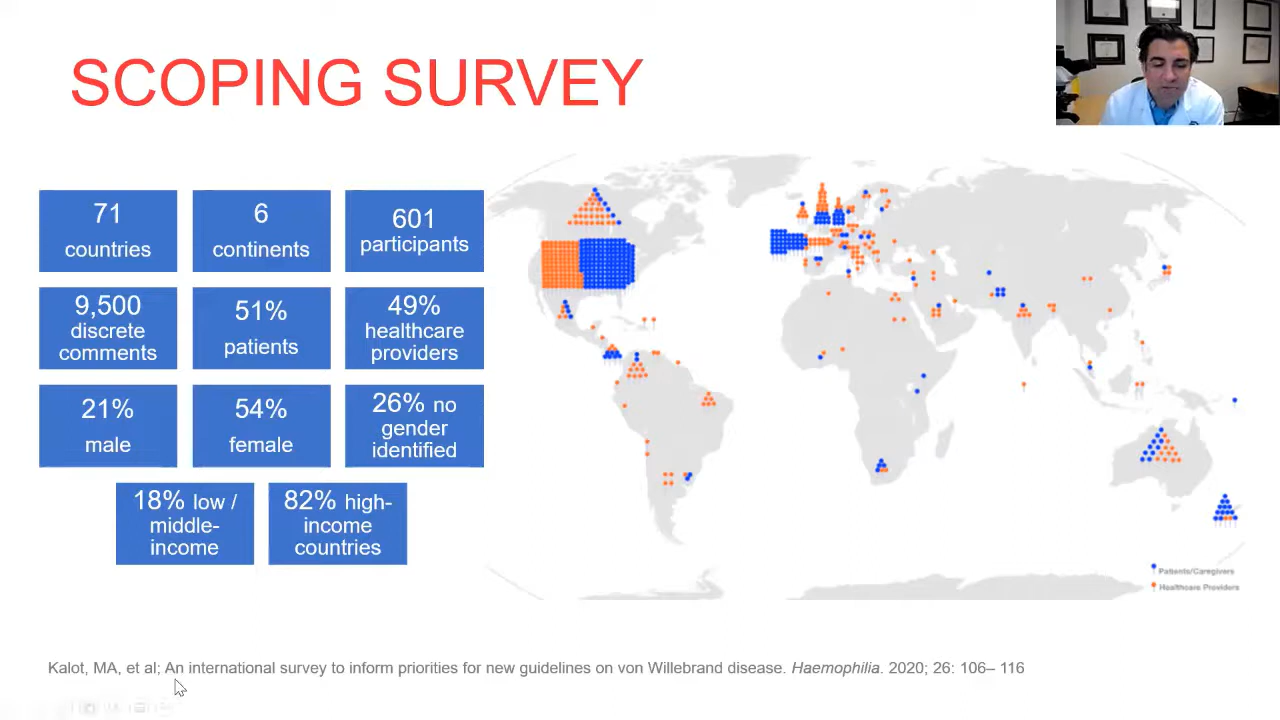 SCOPING SURVEY
71
countries
6
continents
601
participants
9,500
discrete
comments
51%
patients
49%
healthcare
providers
21%
male
54%
female
26% no
gender
identified
18% low /
middle-
income
82% high-
income
countries
Patients/Caregivers
Healthcare Providers
Kalot, MA, et al; An international survey to inform priorities for new guidelines on von Willebrand disease. Haemophilia. 2020; 26: 106– 116